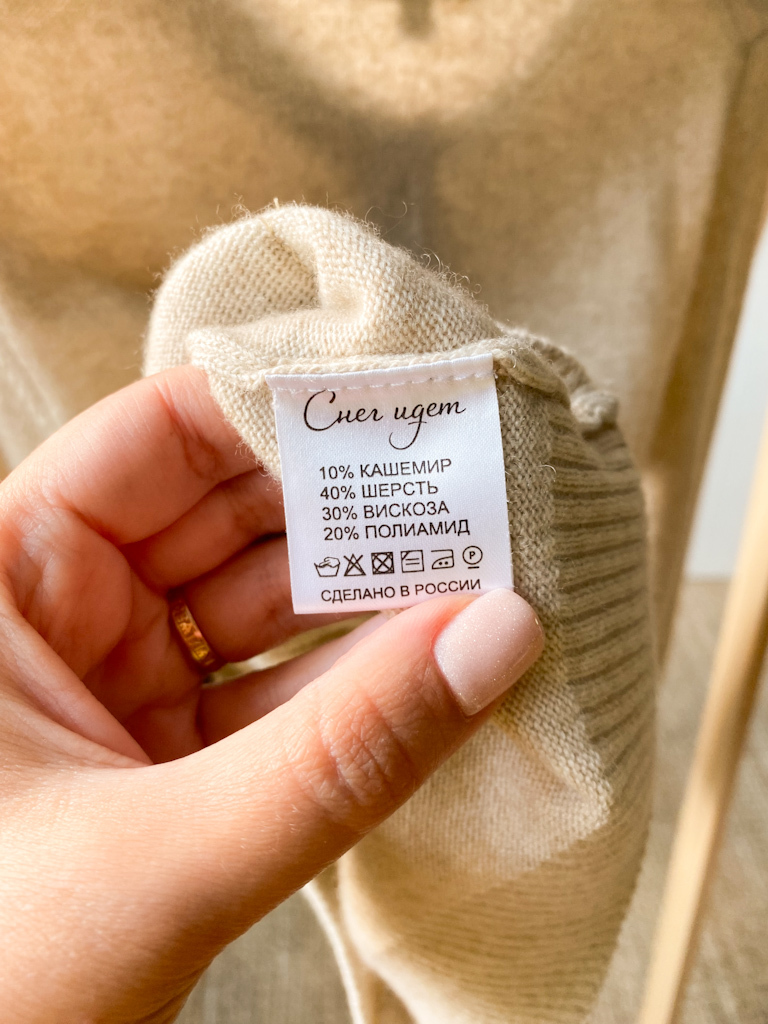 Снег идет
10% КАШЕМИР
40% ШЕРСТЬ
30% ВИСКОЗА
20% ПОЛИАМИД
P
СДЕЛАНО В РОССИИ